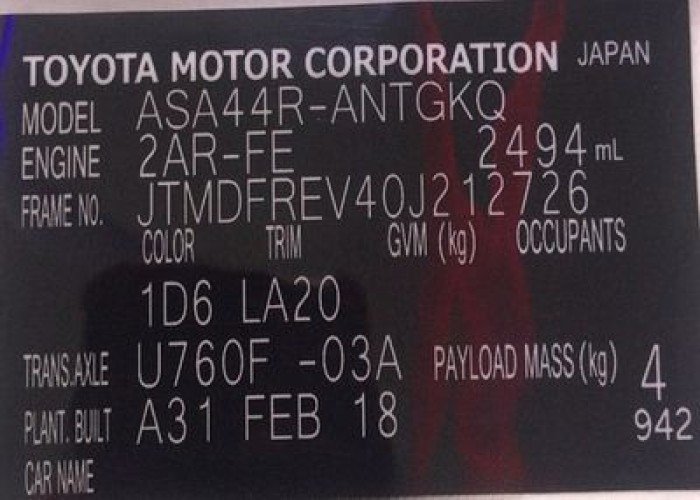 TOYOTA MOTOR CORPORATION JAPAN
MODEL ASA44R-ANTGKQ
ENGINE 2AR-FE 2494 mL
FRAME NO. JTMDFREV40J212726
COLOR TRIM GVM (kg) OCCUPANTS
1D6 LA20
TRANS.AXLE U760F -03A PAYLOAD MASS (kg) 4
PLANT. BUILT A31 FEB 18 942
CAR NAME